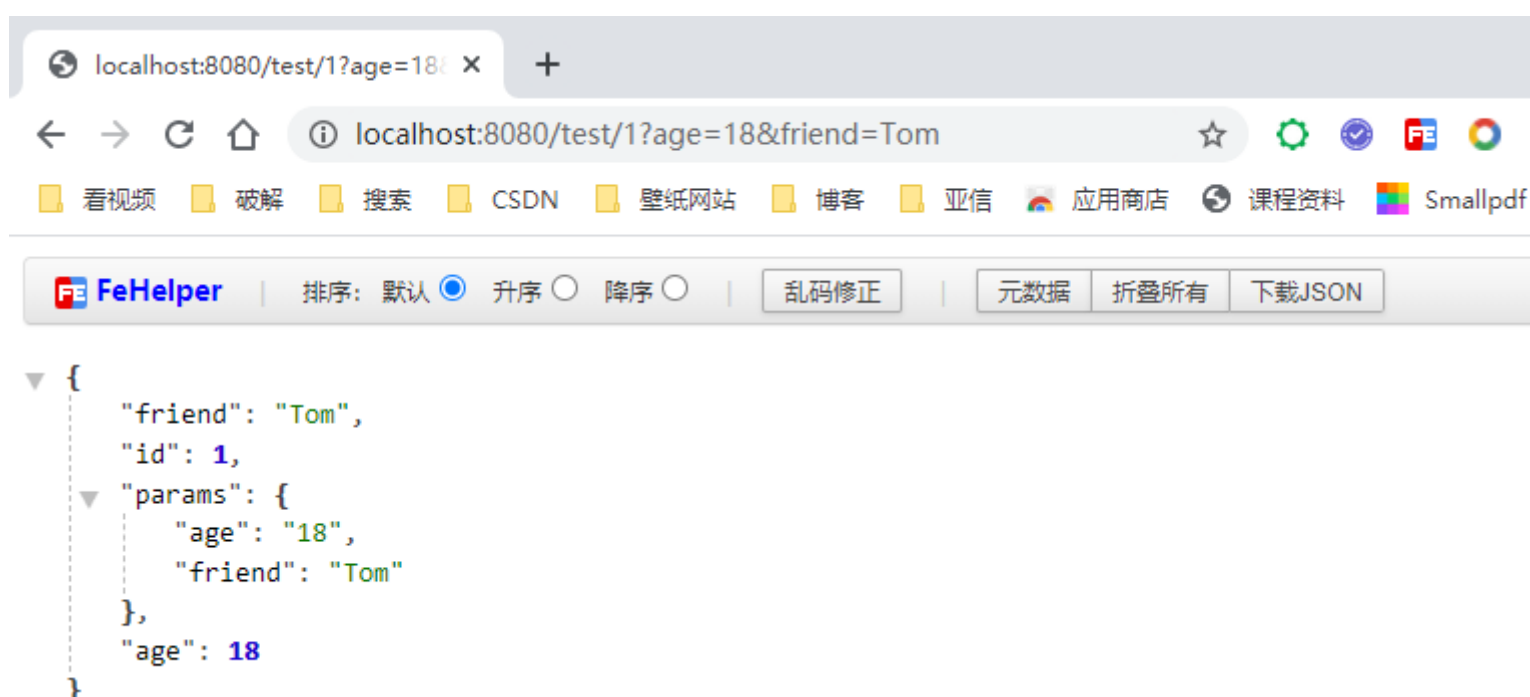 localhost:8080/test/1?age=18
localhost:8080/test/1?age=18&friend=Tom
看视频 破解 搜索 CSDN 壁纸网站 博客 亚信 应用商店 课程资料 Smallpdf
FeHelper | 排序: 默认 升序 降序 | 乱码修正 | 元数据 折叠所有 下载JSON
{
"friend": "Tom",
"id": 1,
"params": {
"age": "18",
"friend": "Tom"
},
"age": 18
}